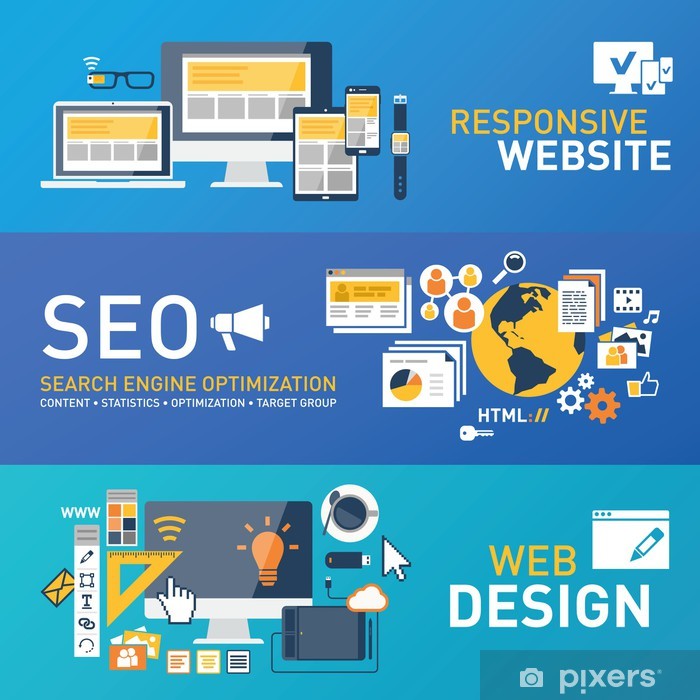 RESPONSIVE
WEBSITE
SEO
SEARCH ENGINE OPTIMIZATION
CONTENT • STATISTICS • OPTIMIZATION • TARGET GROUP
HTML://
WWW
T
WEB
DESIGN
pixers®